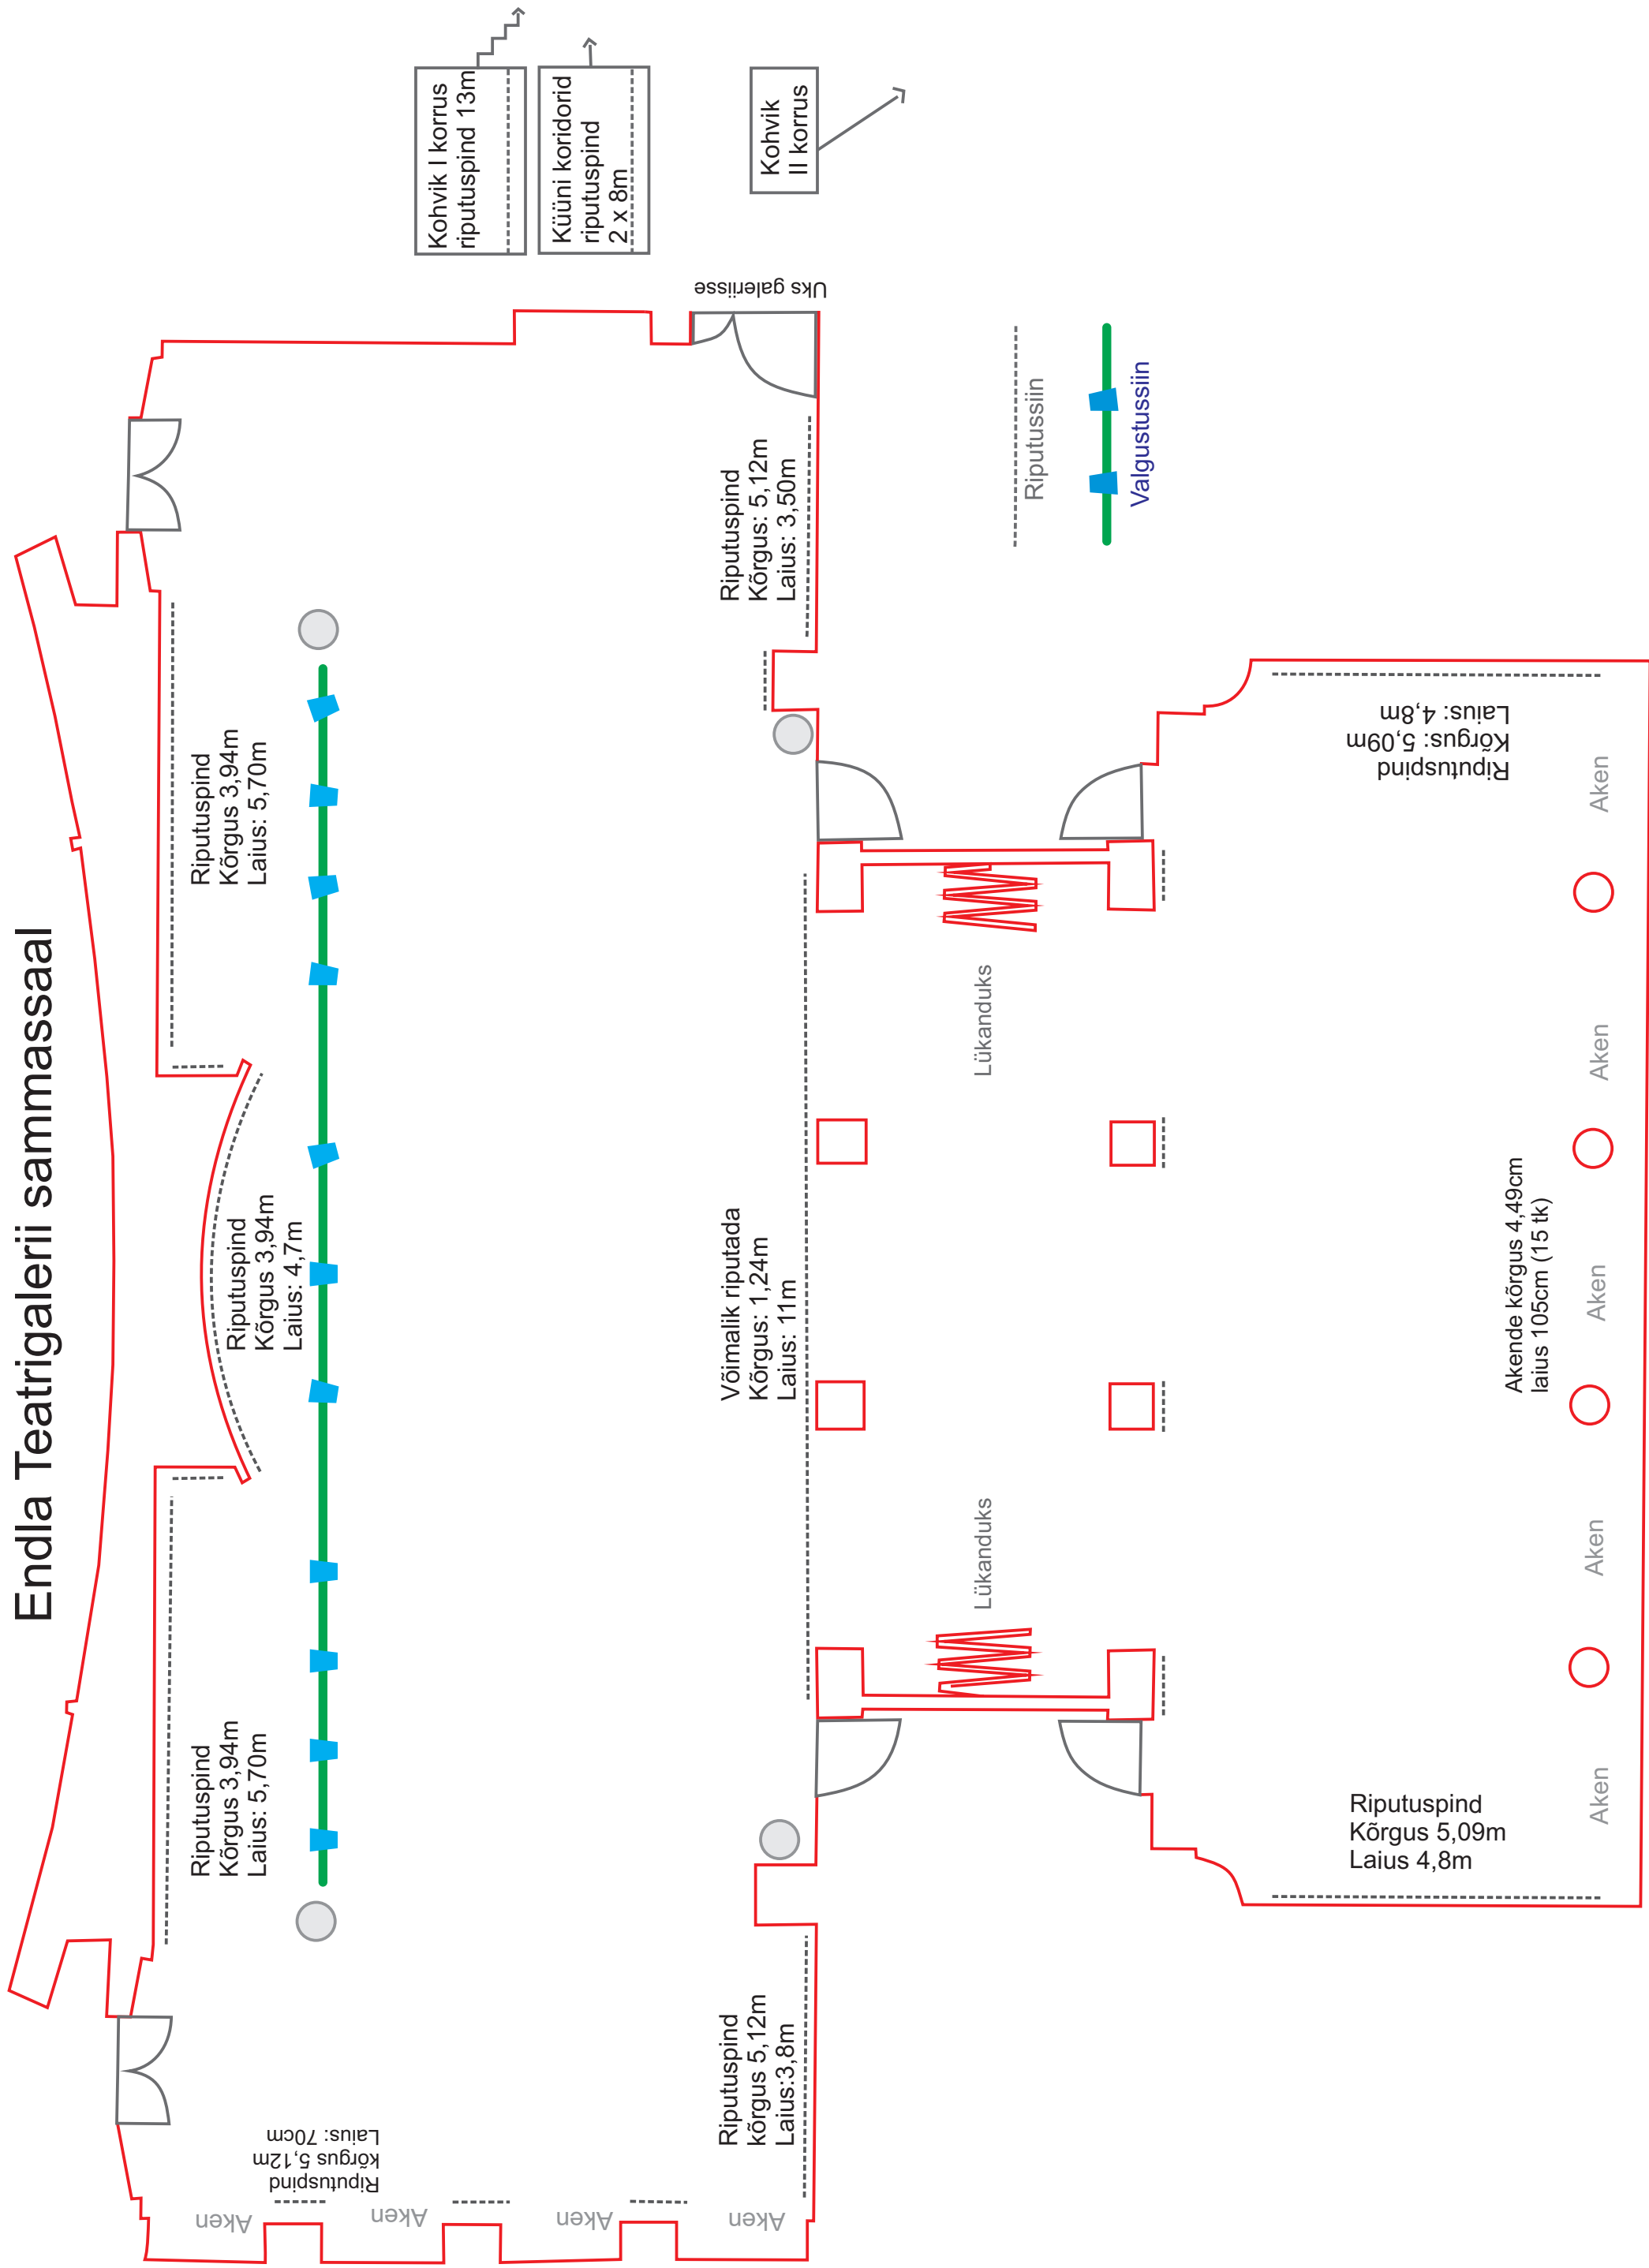 Endla Teatrigalerii sammassaal
Riputuspind
Kõrgus 3,94m
Laius: 5,70m
Riputuspind
Kõrgus 3,94m
Laius: 4,7m
Riputuspind
Kõrgus 3,94m
Laius: 5,70m
Kohvik I korrus
riputuspind 13m
Küüni koridorid
riputuspind
2 x 8m
Kohvik
II korrus
Uks galeriisse
Riputuspind
kõrgus 5,12m
Laius: 70cm
Aken
Aken
Aken
Aken
Riputuspind
kõrgus 5,12m
Laius:3,8m
Võimalik riputada
Kõrgus: 1,24m
Laius: 11m
Riputuspind
Kõrgus: 5,12m
Laius: 3,50m
Riputussiin
Valgustussiin
Lükanduks
Lükanduks
Riputuspind
Kõrgus 5,09m
Laius 4,8m
Riputuspind
Kõrgus: 5,09m
Laius: 4,8m
Akende kõrgus 4,49cm
laius 105cm (15 tk)
Aken
Aken
Aken
Aken
Aken